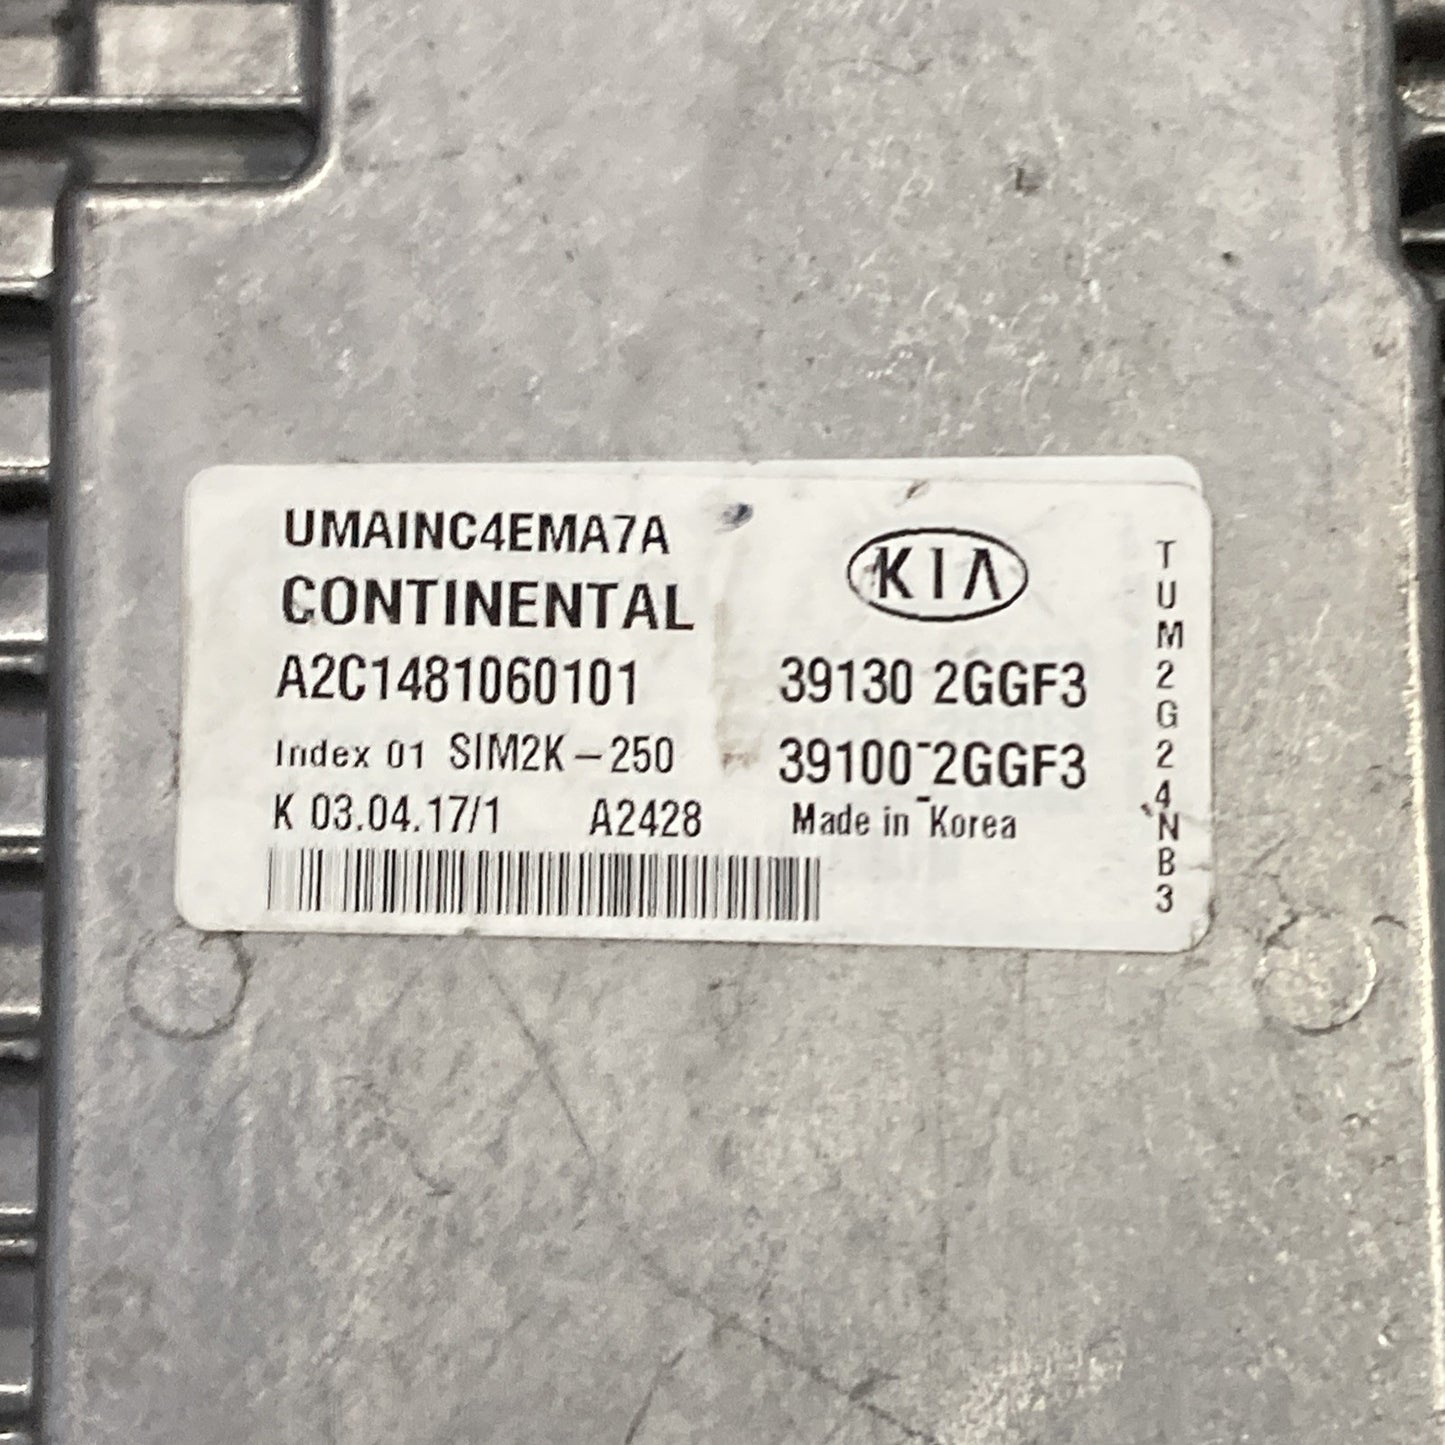 UMAINC4EMA7A
CONTINENTAL
A2C1481060101
Index 01 SIM2K-250
K 03.04.17/1 A2428
KIA
39130 2GGF3
39100-2GGF3
Made in Korea
TUM2G24NB3